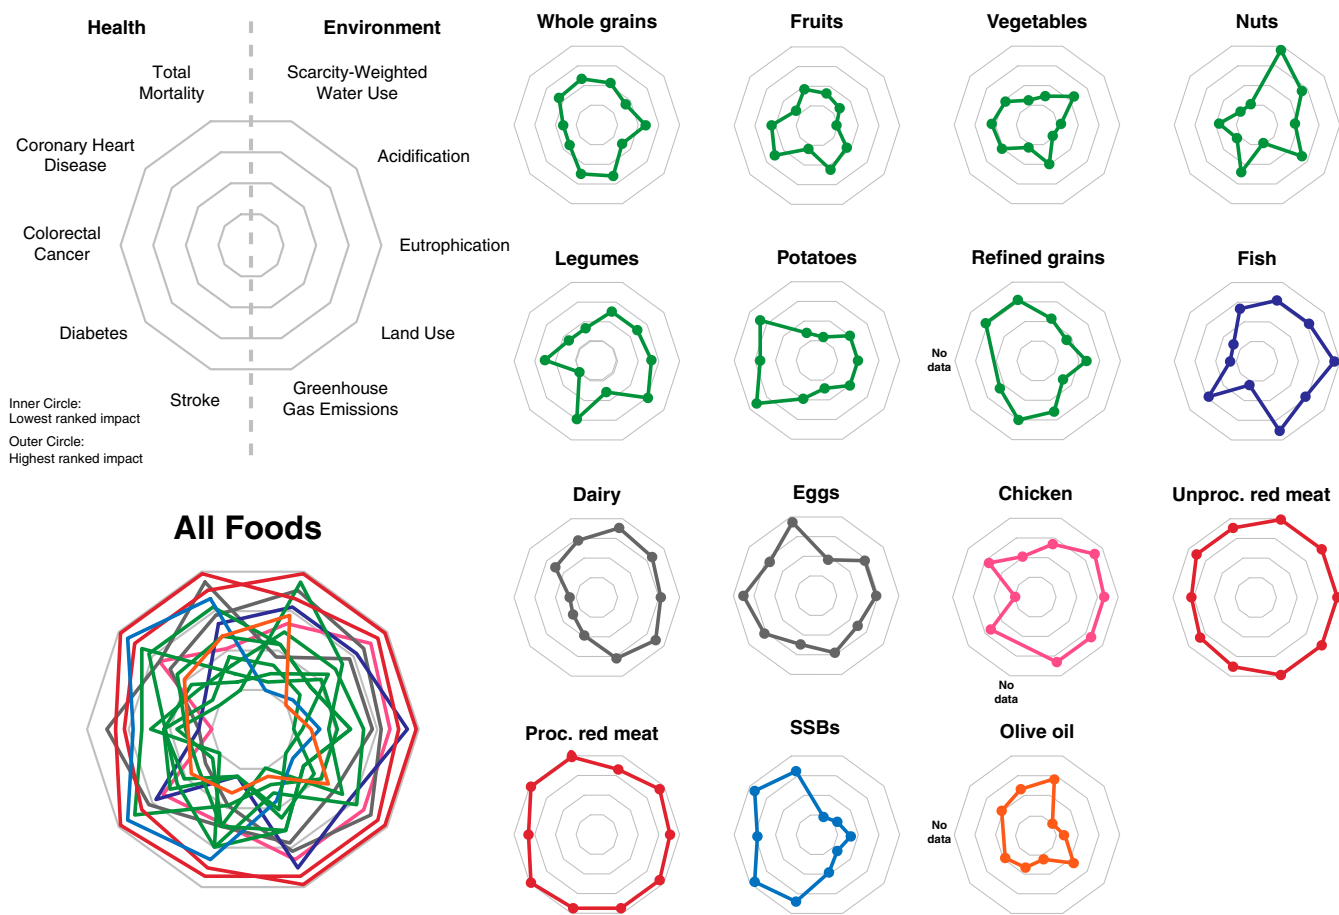 Health
Environment
Total
Mortality
Scarcity-Weighted
Water Use
Coronary Heart
Disease
Acidification
Colorectal
Cancer
Eutrophication
Diabetes
Land Use
Stroke
Greenhouse
Gas Emissions
Inner Circle:
Lowest ranked impact
Outer Circle:
Highest ranked impact
All Foods
Whole grains
Fruits
Vegetables
Nuts
Legumes
Potatoes
Refined grains
Fish
No
data
Dairy
Eggs
Chicken
Unproc. red meat
No
data
Proc. red meat
SSBs
Olive oil
No
data